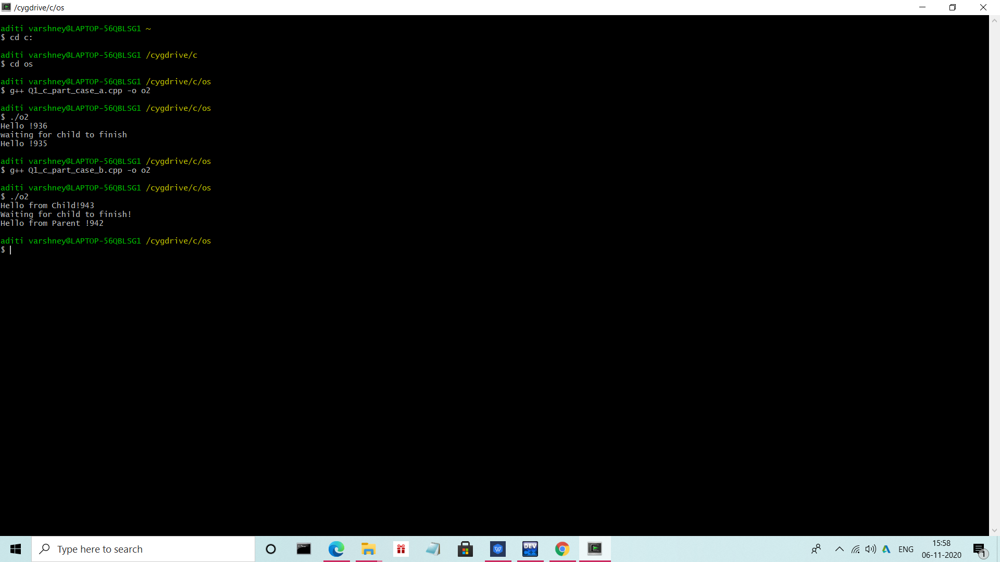 /cygdrive/c/os
aditi varshney@LAPTOP-56QBLSG1 ~
$ cd c:
aditi varshney@LAPTOP-56QBLSG1 /cygdrive/c
$ cd os
aditi varshney@LAPTOP-56QBLSG1 /cygdrive/c/os
$ g++ Q1_c_part_case_a.cpp -o o2
aditi varshney@LAPTOP-56QBLSG1 /cygdrive/c/os
$ ./o2
Hello !936
waiting for child to finish
Hello !935
aditi varshney@LAPTOP-56QBLSG1 /cygdrive/c/os
$ g++ Q1_c_part_case_b.cpp -o o2
aditi varshney@LAPTOP-56QBLSG1 /cygdrive/c/os
$ ./o2
Hello from Child!943
Waiting for child to finish!
Hello from Parent !942
aditi varshney@LAPTOP-56QBLSG1 /cygdrive/c/os
$
Type here to search
DEV
ENG
15:58
06-11-2020
1